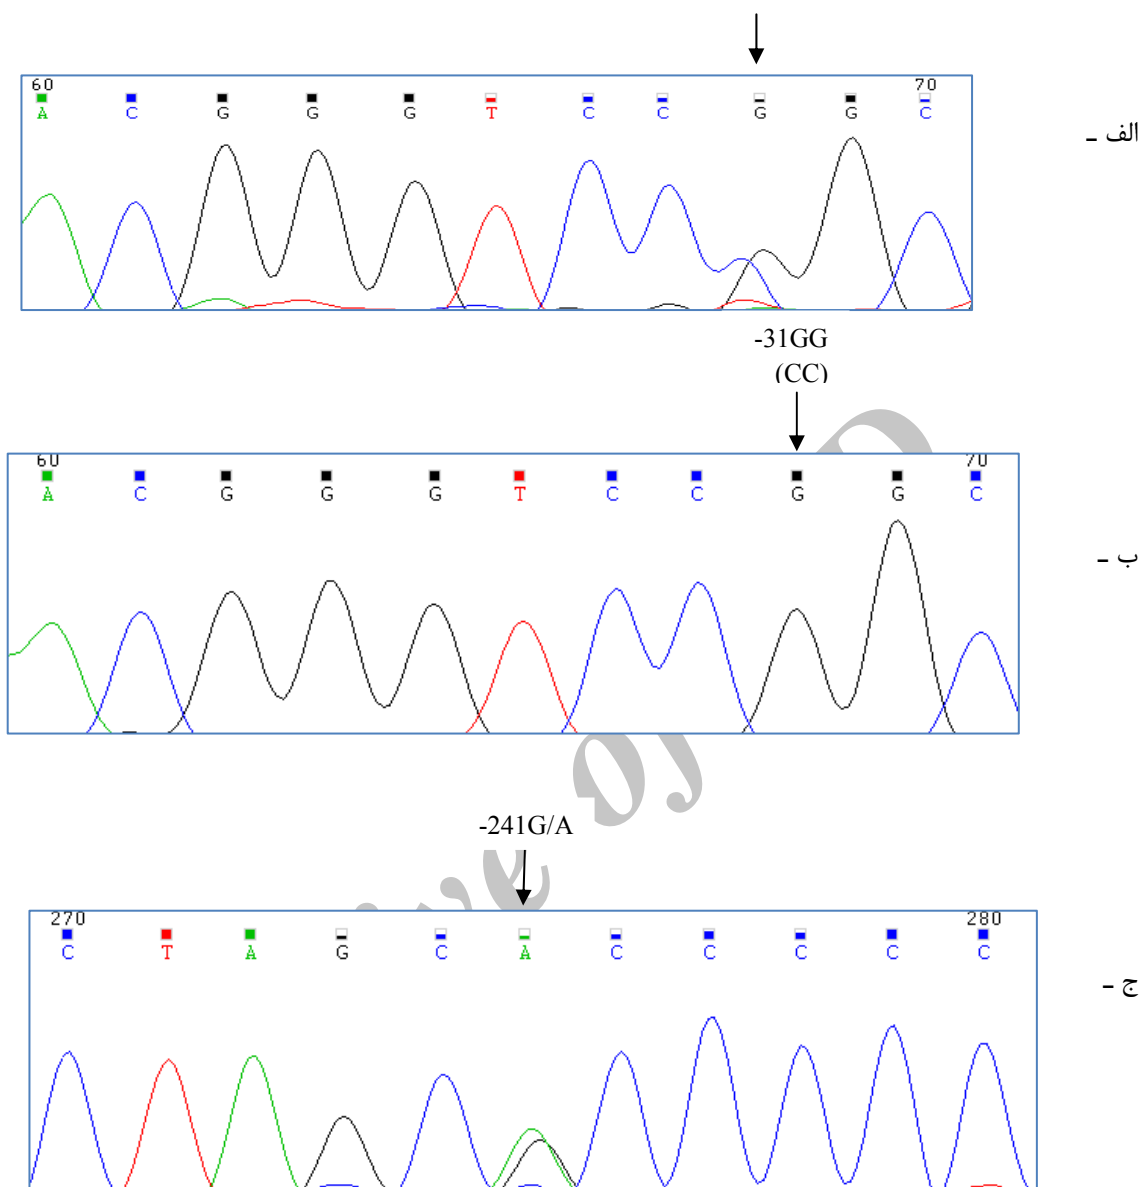 60 70
A C G G G T C C G G C
الف -
-31GG
(CC)
60 70
A C G G G T C C G G C
ب -
-241G/A
270 280
C T A G C A C C C C C
ج -